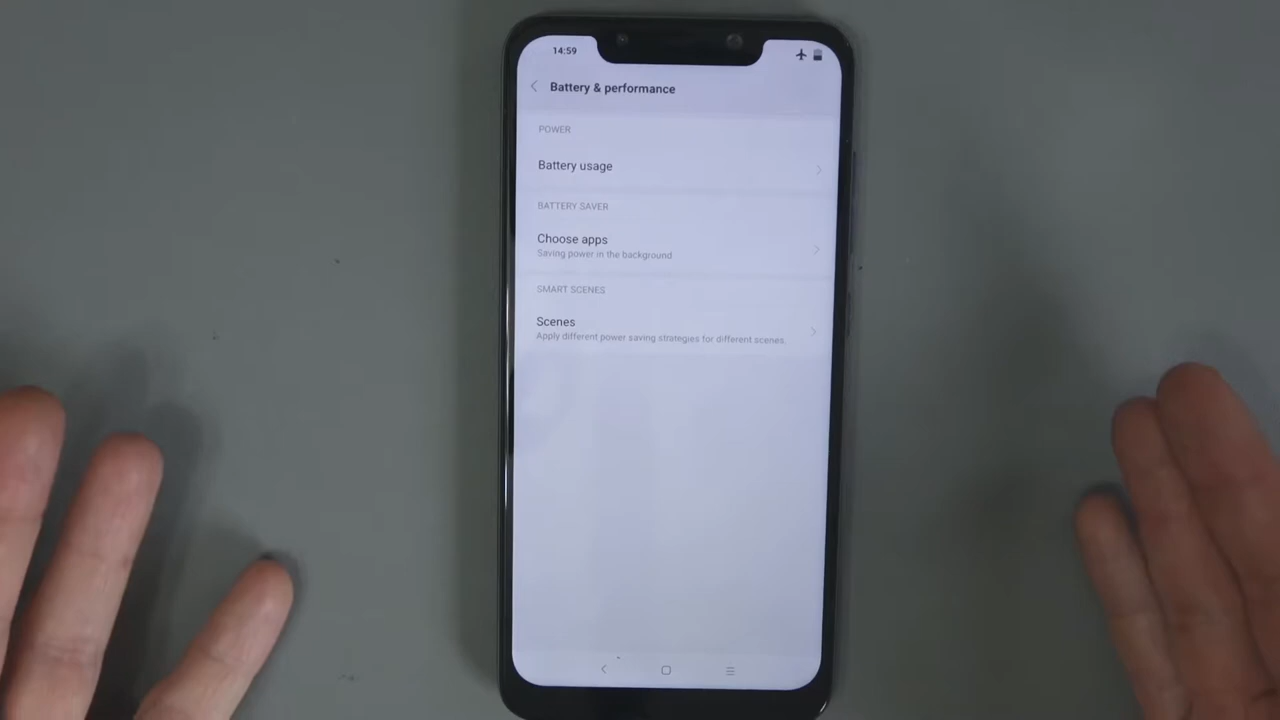 14:59
Battery & performance
POWER
Battery usage
BATTERY SAVER
Choose apps
Saving power in the background
SMART SCENES
Scenes
Apply different power saving strategies for different scenes.